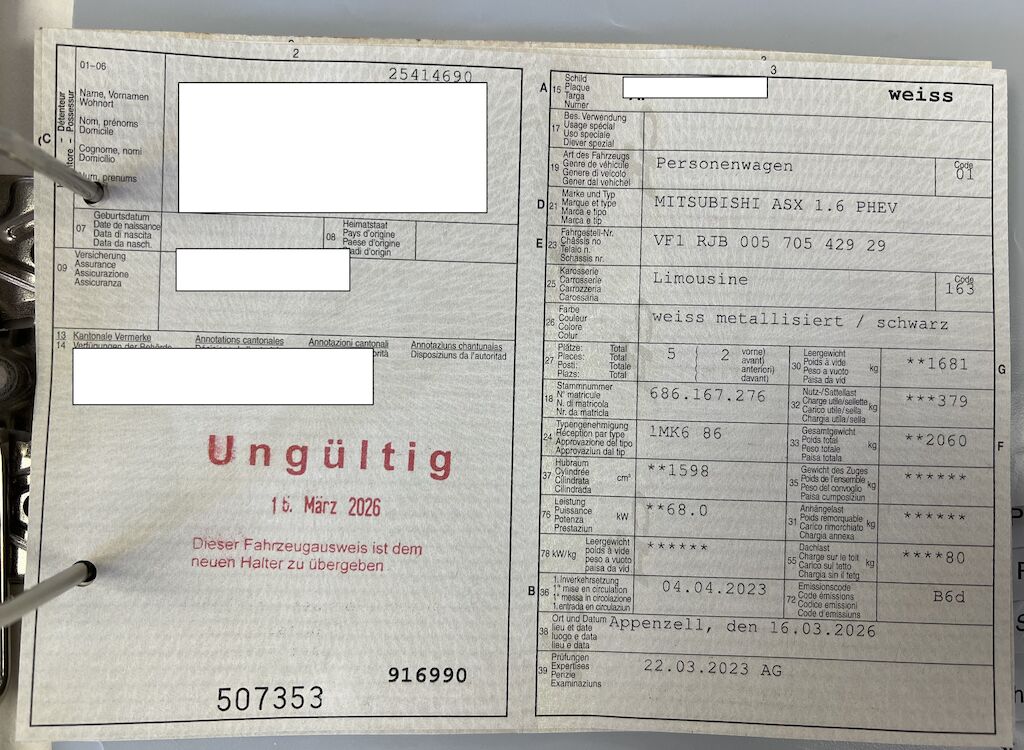 2
25414690
01-06
Détenteur
Possessur
Name, Vornamen
Wohnort
Nom, prénoms
Domicile
Cognome, nomi
Domicilio
prenums
C
07
Geburtsdatum
Date de naissance
Data di nascita
Data da nasch.
08
Heimatstaat
Pays d'origine
Paese d'origine
d'origin
09
Versicherung
Assurance
Assicurazione
Assicuranza
13 Kantonale Vermerke
Annotations cantonales
Annotazioni cantonali
Annotaziuns chantunalas
14 Verfügungen der Behörde
Disposiziuns da l'autoritad
Ungültig
16. März 2026
Dieser Fahrzeugausweis ist dem
neuen Halter zu übergeben
916990
507353
3
A 15
Schild
Plaque
Targa
Numer
weiss
17
Bes. Verwendung
Usage spécial
Uso speciale
Diever spezial
19
Art des Fahrzeugs
Genre de véhicule
Genere di veicolo
Gener dal vehichel
Personenwagen
Code
01
D 21
Marke und Typ
Marque et type
Marca e tipo
Marca e tip
MITSUBISHI ASX 1.6 PHEV
E 23
Fahrgestell-Nr.
Châssis no
Telaio n.
Schassis nr.
VF1 RJB 005 705 429 29
25
Karosserie
Carrosserie
Carrozzeria
Carossaria
Limousine
Code
163
26
Farbe
Couleur
Colore
Colur
weiss metallisiert / schwarz
27
Plätze: Total
Places: Total
Posti: Totale
Plazs: Total
5 ( 2
vorne)
avant)
anteriori)
davant)
30
Leergewicht
Poids à vide
Peso a vuoto
Paisa da vid
kg
**1681
G
18
Stammnummer
N° matricule
N. di matricola
Nr. da matricla
686.167.276
32
Nutz-/Sattellast
Charge utile/sellette
Carico utile/sella
Chargia utila/sella
kg
***379
24
Typengenehmigung
Réception par type
Approvazione del tipo
Approvaziun dal tip
1MK6 86
33
Gesamtgewicht
Poids total
Peso totale
Paisa totala
kg
**2060
F
37
Hubraum
Cylindrée
Cilindrata
Cilindrada
cm³
**1598
35
Gewicht des Zuges
Poids de l'ensemble
Peso del convoglio
Paisa cumposiziun
kg
******
76
Leistung
Puissance
Potenza
Prestaziun
kW
**68.0
31
Anhängelast
Poids remorquable
Carico rimorchiato
Chargia annexa
kg
******
78 kW/kg
Leergewicht
poids à vide
peso a vuoto
paisa da vid
******
55
Dachlast
Charge sur le toit
Carico sul tetto
Chargia sin il tetg
kg
****80
B 36
1. Inverkehrsetzung
1re mise en circulation
1a messa in circolazione
1. entrada en circulaziun
04.04.2023
72
Emissionscode
Code émissions
Codice emissioni
Code d'emissiuns
B6d
38
Ort und Datum
lieu et date
luogo e data
lieu e data
Appenzell, den 16.03.2026
39
Prüfungen
Expertises
Perizie
Examinaziuns
22.03.2023 AG